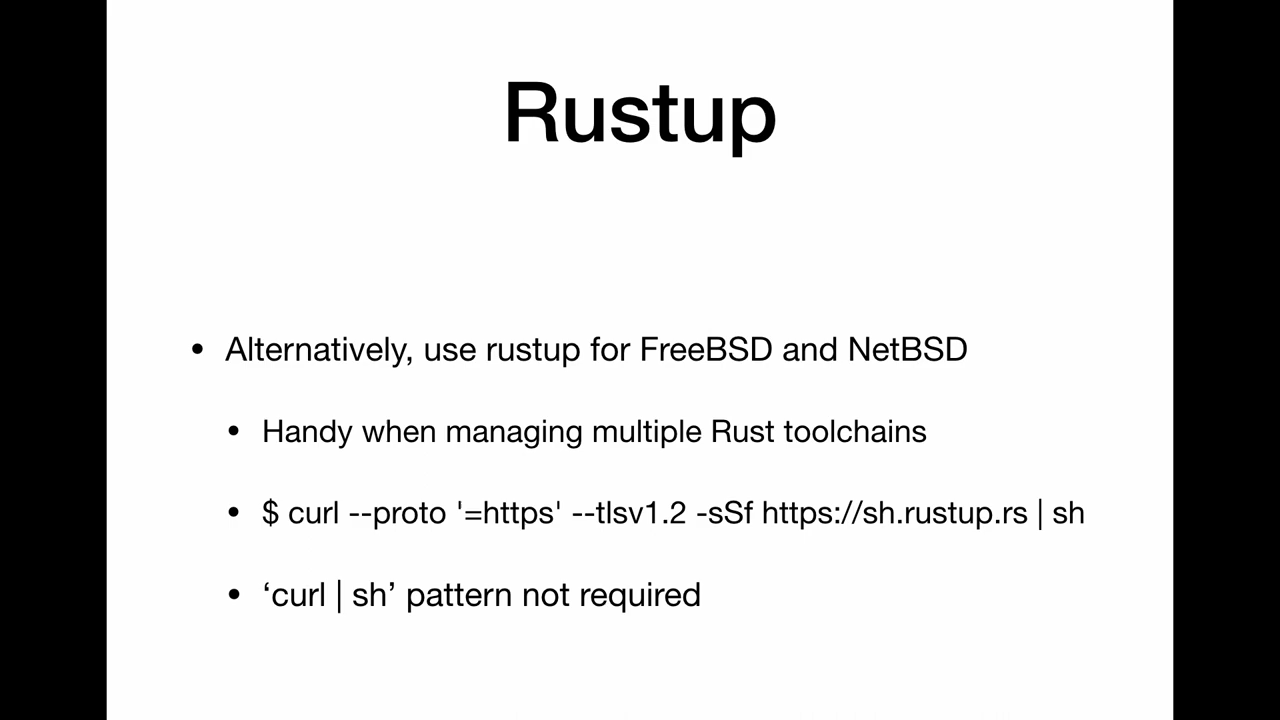 Rustup
• Alternatively, use rustup for FreeBSD and NetBSD
• Handy when managing multiple Rust toolchains
• $ curl --proto '=https' --tlsv1.2 -sSf https://sh.rustup.rs | sh
• ‘curl | sh’ pattern not required